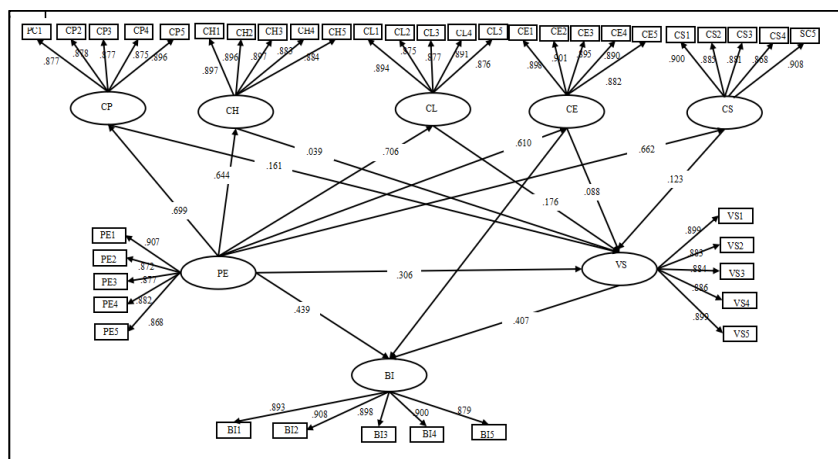 PC1 CP2 CP3 CP4 CP5 CH1 CH2 CH3 CH4 CH5 CL1 CL2 CL3 CL4 CL5 CE1 CE2 CE3 CE4 CE5 CS1 CS2 CS3 CS4 SC5
.877 .878 .877 .875 .896 .897 .896 .897 .883 .884 .894 .875 .877 .891 .876 .898 .901 .895 .890 .882 .900 .885 .881 .868 .908
CP CH CL CE CS
.699 .644 .161 .039 .706 .610 .176 .088 .662 .123
PE1 .907
PE2 .872
PE3 .877
PE4 .882
PE5 .868
PE
.306
.439
.407
VS
.899 VS1
.883 VS2
.884 VS3
.886 VS4
.899 VS5
BI
.893 .908 .898 .900 .879
BI1 BI2 BI3 BI4 BI5